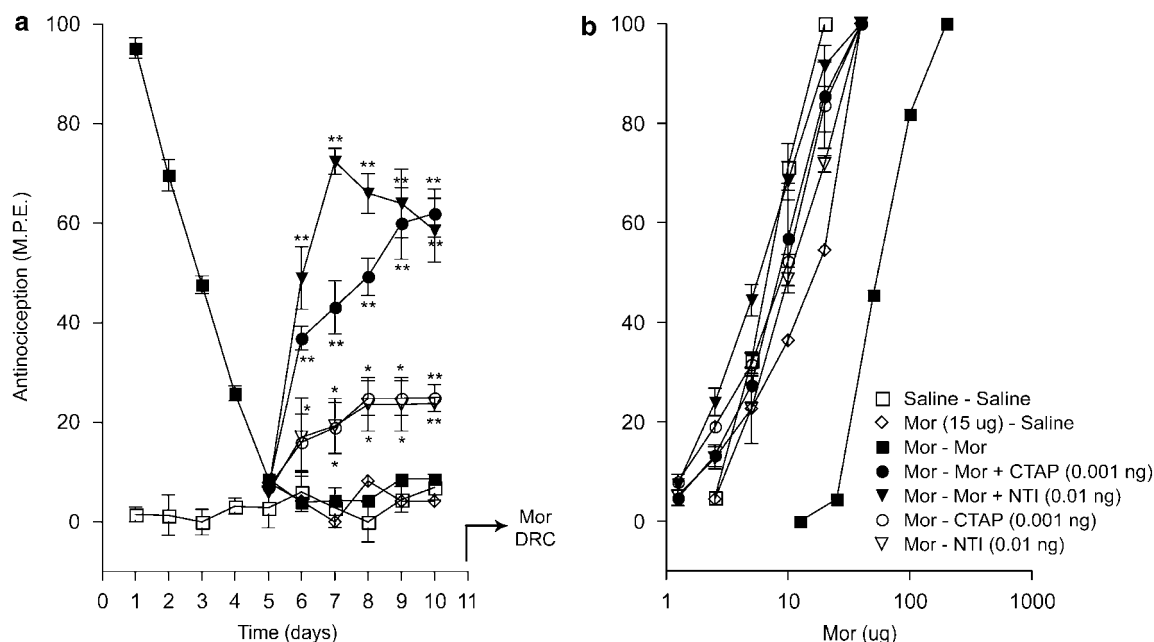 a
100
80
60
40
20
0
Antinociception (M.P.E.)
** ** ** ** **
** ** ** ** **
* * * * **
* * * **
Mor
DRC
0 1 2 3 4 5 6 7 8 9 10 11
Time (days)
b
100
80
60
40
20
0
Saline - Saline
Mor (15 ug) - Saline
Mor - Mor
Mor - Mor + CTAP (0.001 ng)
Mor - Mor + NTI (0.01 ng)
Mor - CTAP (0.001 ng)
Mor - NTI (0.01 ng)
1 10 100 1000
Mor (ug)